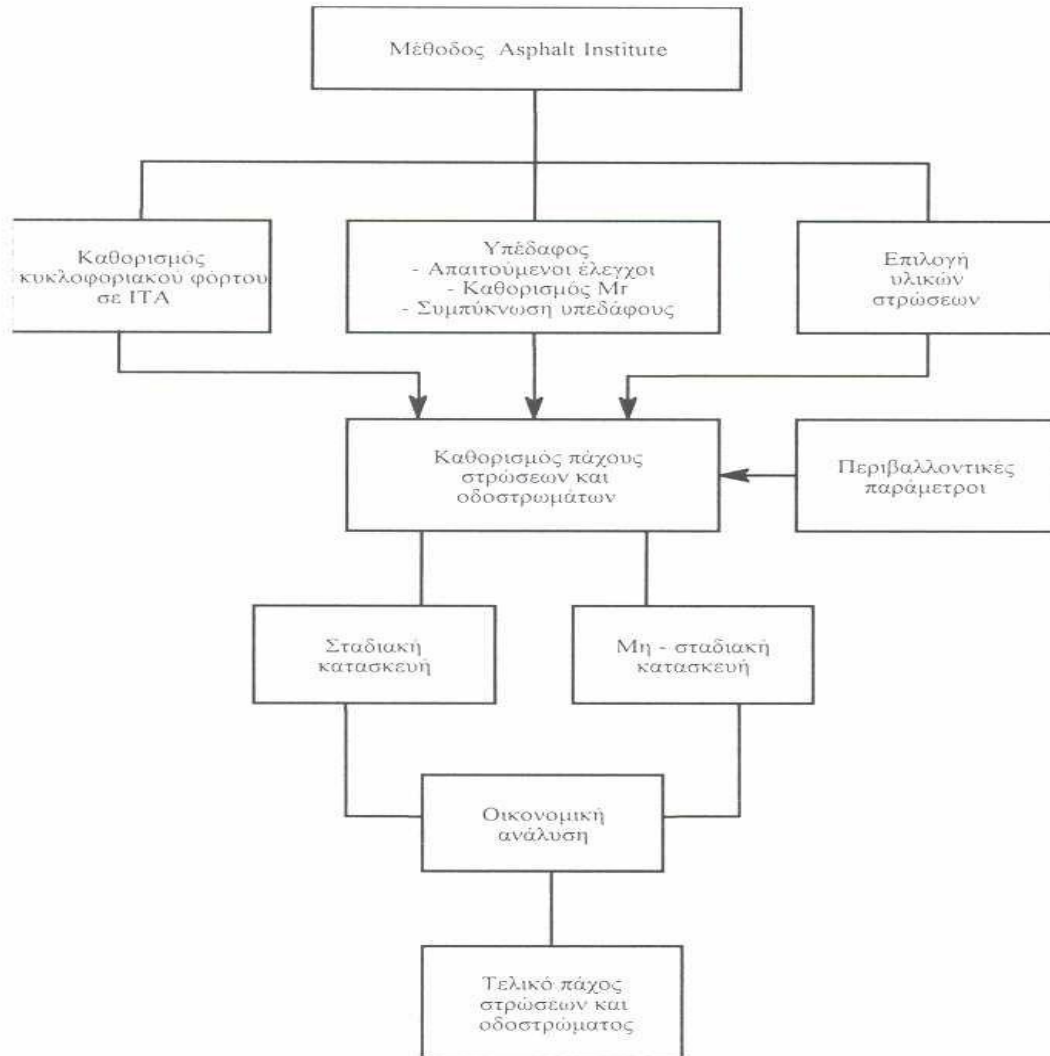 Μέθοδος Asphalt Institute
Καθορισμός
κυκλοφοριακού φόρτου
σε ΙΤΑ
Υπέδαφος
- Απαιτούμενοι έλεγχοι
- Καθορισμός Mr
- Συμπύκνωση υπεδάφους
Επιλογή
υλικών
στρώσεων
Καθορισμός πάχους
στρώσεων και
οδοστρωμάτων
Περιβαλλοντικές
παράμετροι
Σταδιακή
κατασκευή
Μη - σταδιακή
κατασκευή
Οικονομική
ανάλυση
Τελικό πάχος
στρώσεων και
οδοστρώματος